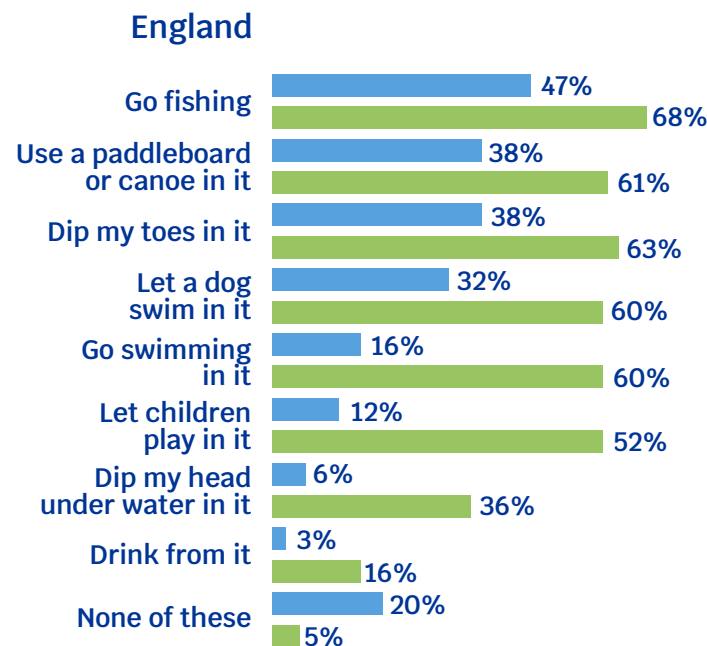 England
Go fishing
47%
68%
Use a paddleboard
or canoe in it
38%
61%
Dip my toes in it
38%
63%
Let a dog
swim in it
32%
60%
Go swimming
in it
16%
60%
Let children
play in it
12%
52%
Dip my head
under water in it
6%
36%
Drink from it
3%
16%
None of these
20%
5%